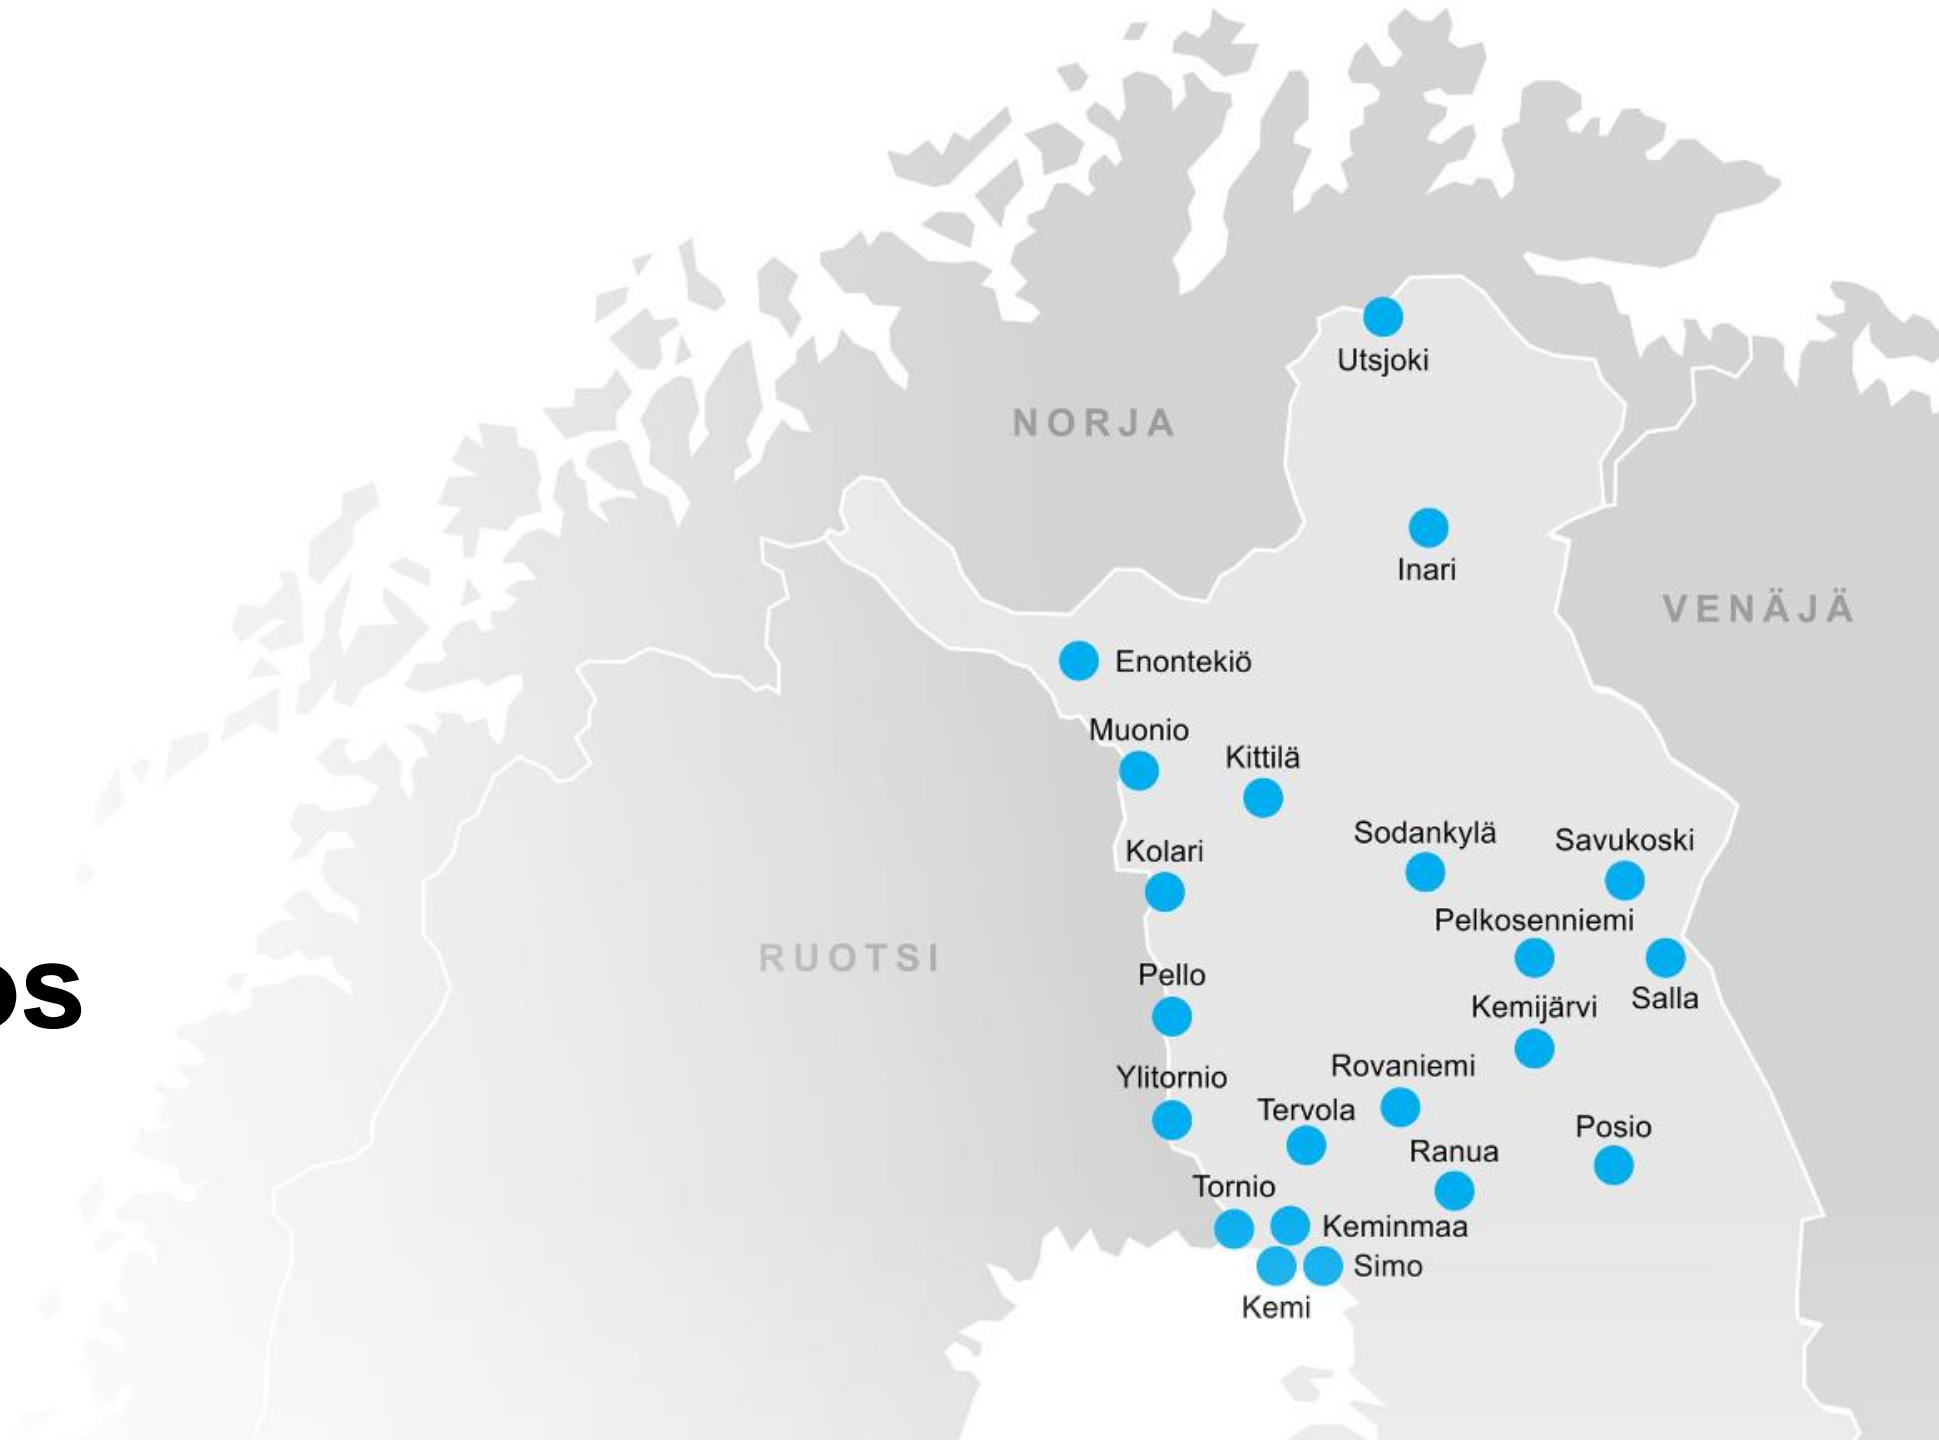 Utsjoki
NORJA
Inari
VENÄJÄ
Enontekiö
Muonio
Kittilä
Sodankylä
Savukoski
Kolari
Pelkosenniemi
RUOTSI
Pello
Salla
Kemijärvi
Rovaniemi
Ylitornio
Tervola
Posio
Ranua
Tornio
Keminmaa
Simo
Kemi